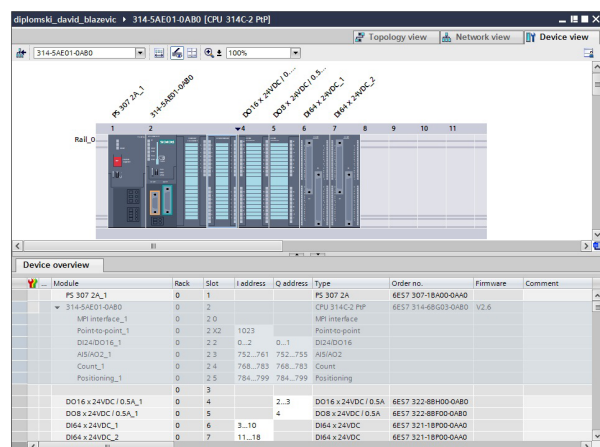 diplomski_david_blazevic ▸ 314-5AE01-0AB0 [CPU 314C-2 PtP]
Topology view Network view Device view
314-5AE01-0AB0 100%
PS 307 2A_1 314-5AE01-0AB0 DO16 x 24VDC / 0.... DO8 x 24VDC / 0.5... DI64 x 24VDC_1 DI64 x 24VDC_2
1 2 4 5 6 7 8 9 10 11
Rail_0
Device overview
... Module Rack Slot I address Q address Type Order no. Firmware Comment
PS 307 2A_1 0 1 PS 307 2A 6ES7 307-1BA00-0AA0
314-5AE01-0AB0 0 2 CPU 314C-2 PtP 6ES7 314-6BG03-0AB0 V2.6
MPI interface_1 0 2 0 MPI interface
Point-to-point_1 0 2 X2 1023 Point-to-point
DI24/DO16_1 0 2 2 0...2 0...1 DI24/DO16
AI5/AO2_1 0 2 3 752...761 752...755 AI5/AO2
Count_1 0 2 4 768...783 768...783 Count
Positioning_1 0 2 5 784...799 784...799 Positioning
0 3
DO16 x 24VDC / 0.5A_1 0 4 2...3 DO16 x 24VDC / 0.5A 6ES7 322-8BH00-0AB0
DO8 x 24VDC / 0.5A_1 0 5 4 DO8 x 24VDC / 0.5A 6ES7 322-8BF00-0AB0
DI64 x 24VDC_1 0 6 3...10 DI64 x 24VDC 6ES7 321-1BP00-0AA0
DI64 x 24VDC_2 0 7 11...18 DI64 x 24VDC 6ES7 321-1BP00-0AA0